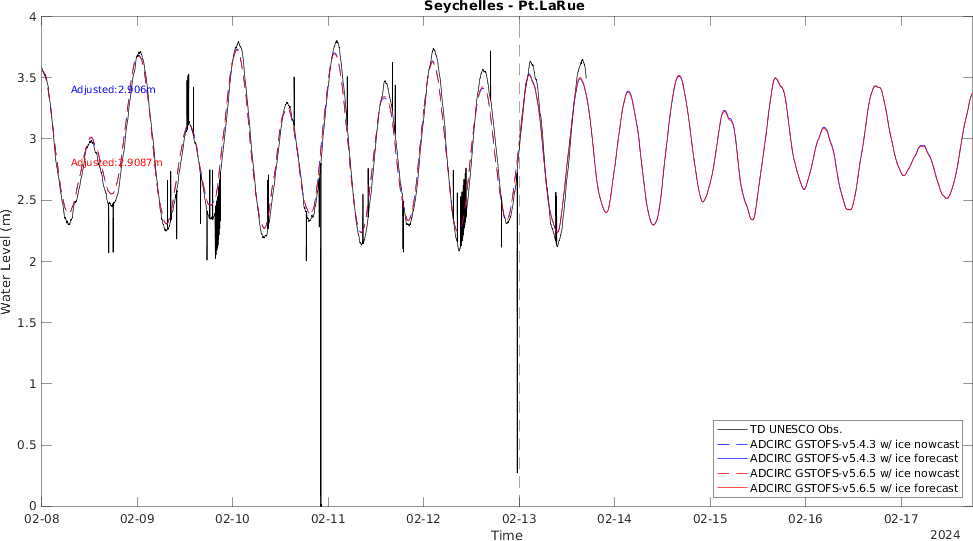 Seychelles - Pt.LaRue
4
3.5
3
2.5
2
1.5
1
0.5
0
Water Level (m)
Adjusted:2.906m
Adjusted:2.9087m
TD UNESCO Obs.
ADCIRC GSTOFS-v5.4.3 w/ ice nowcast
ADCIRC GSTOFS-v5.4.3 w/ ice forecast
ADCIRC GSTOFS-v5.6.5 w/ ice nowcast
ADCIRC GSTOFS-v5.6.5 w/ ice forecast
02-08 02-09 02-10 02-11 02-12 02-13 02-14 02-15 02-16 02-17
Time
2024